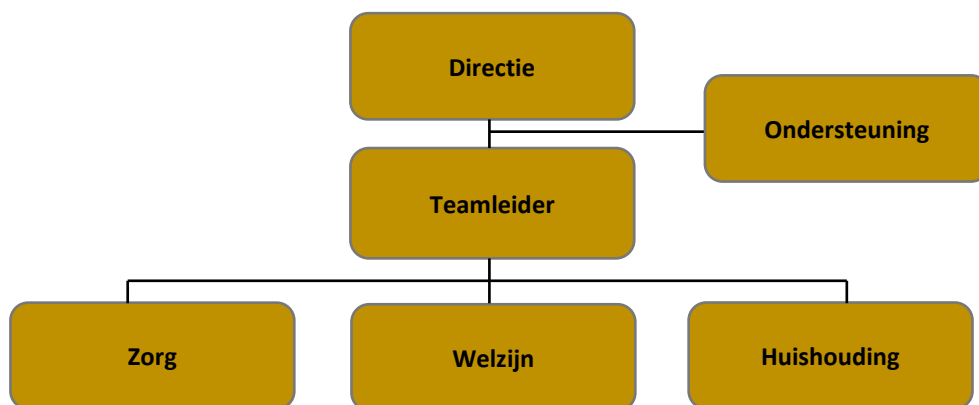 Directie
Ondersteuning
Teamleider
Zorg
Welzijn
Huishouding